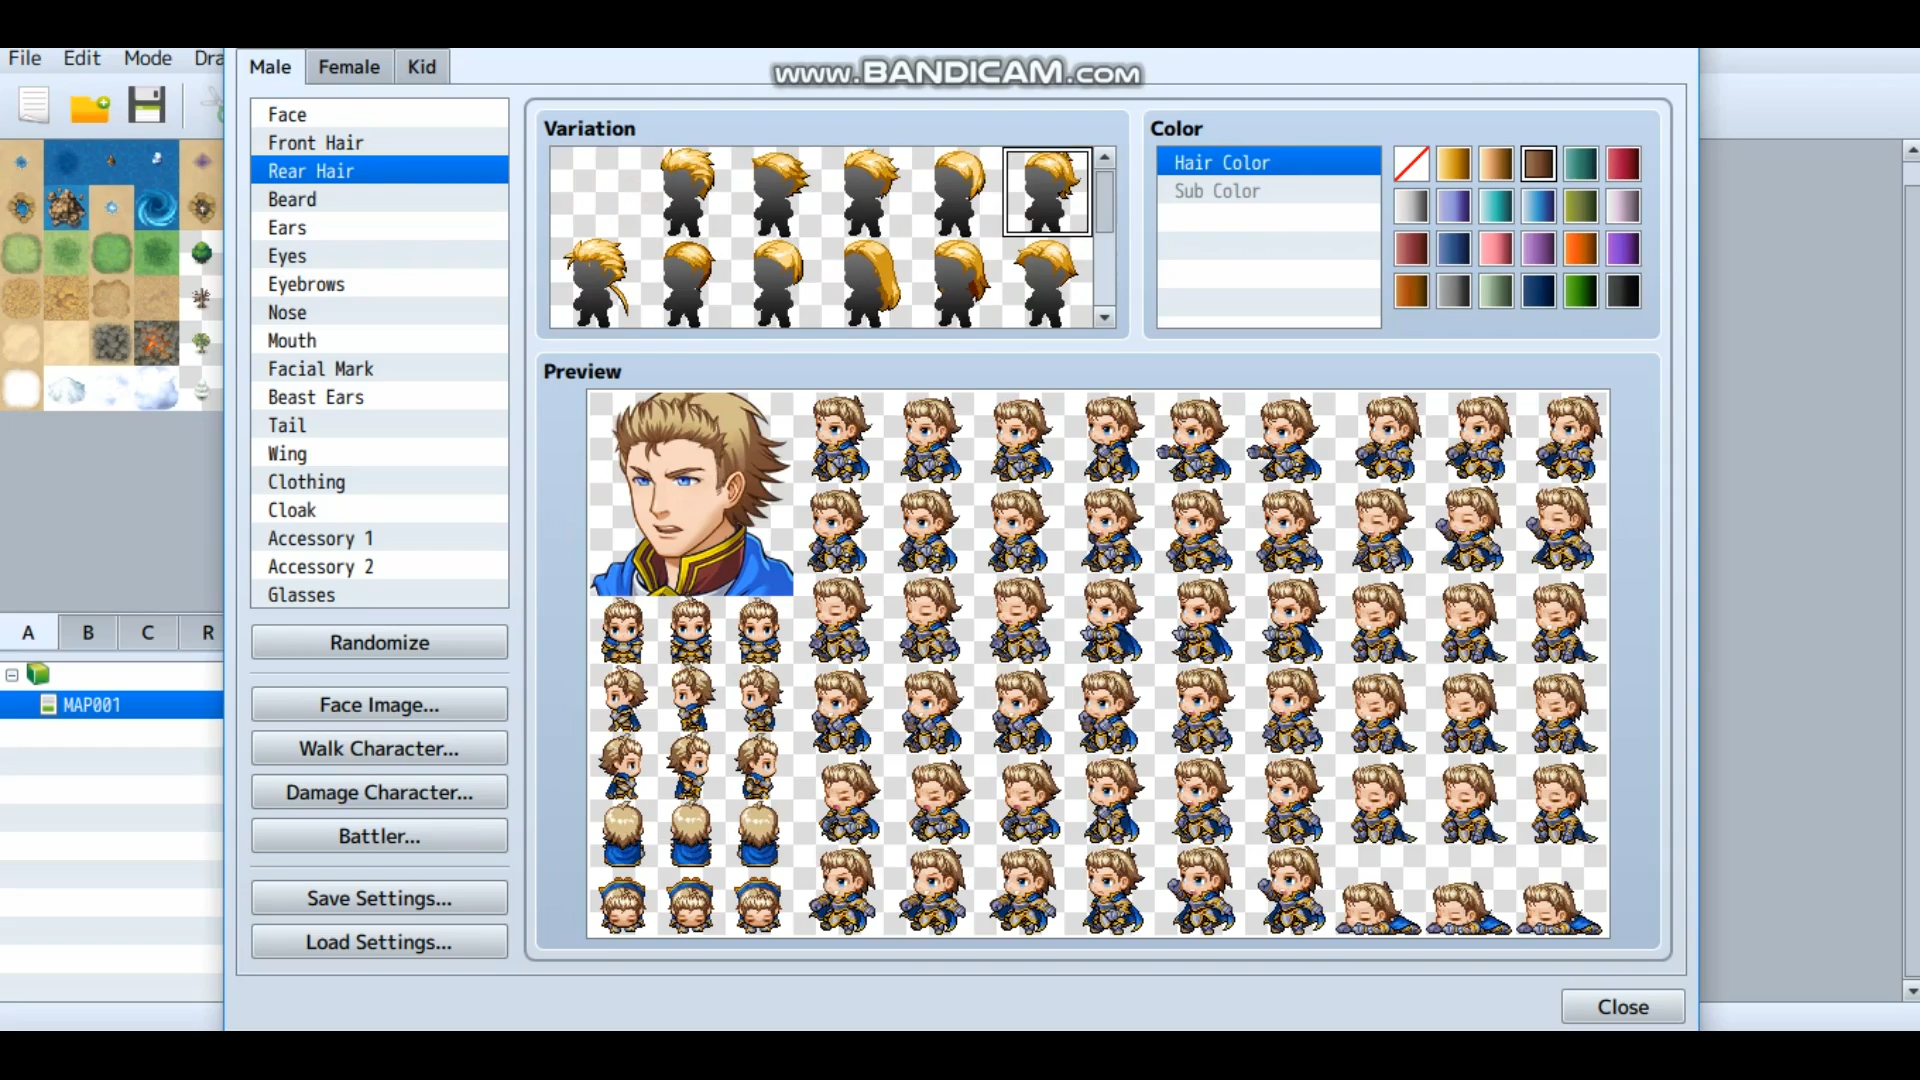 www.BANDICAM.com
File Edit Mode Dra
Male Female Kid
Face
Front Hair
Rear Hair
Beard
Ears
Eyes
Eyebrows
Nose
Mouth
Facial Mark
Beast Ears
Tail
Wing
Clothing
Cloak
Accessory 1
Accessory 2
Glasses
Randomize
Face Image...
Walk Character...
Damage Character...
Battler...
Save Settings...
Load Settings...
Variation
Color
Hair Color
Sub Color
Preview
A B C R
MAP001
Close